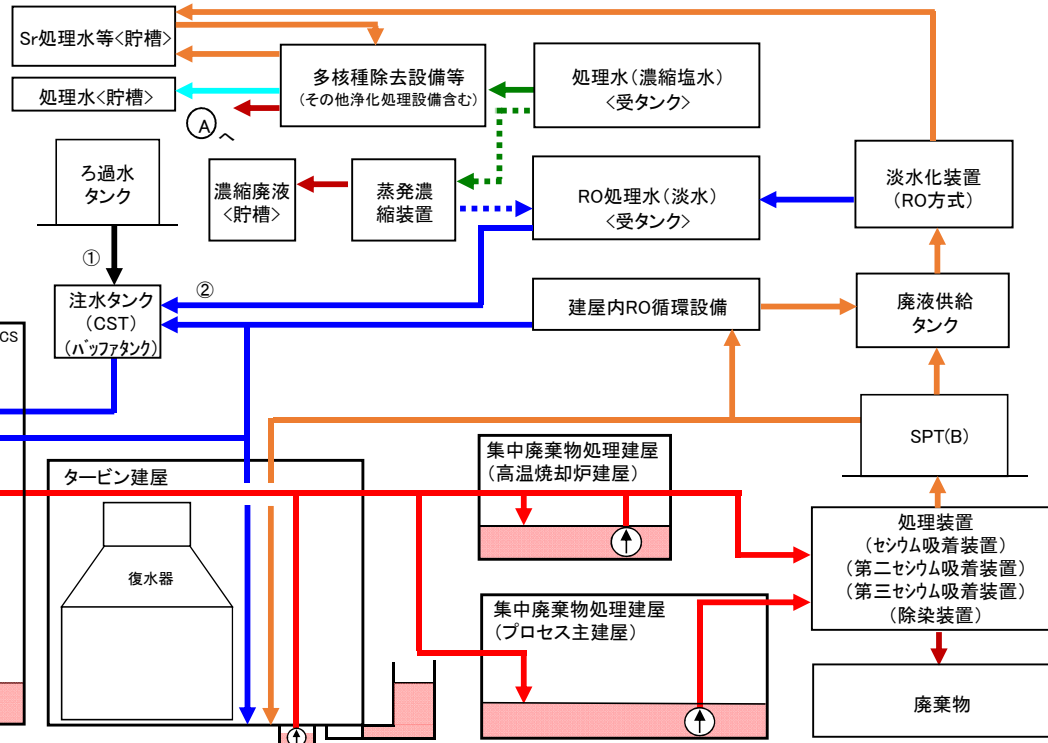 Sr処理水等<貯槽>
処理水<貯槽>
多核種除去設備等
(その他浄化処理設備含む)
処理水(濃縮塩水)
<受タンク>
Aへ
ろ過水
タンク
濃縮廃液
<貯槽>
蒸発濃
縮装置
RO処理水(淡水)
<受タンク>
淡水化装置
(RO方式)
①
②
注水タンク
(CST)
(バッファタンク)
建屋内RO循環設備
廃液供給
タンク
CS
SPT(B)
タービン建屋
復水器
集中廃棄物処理建屋
(高温焼却炉建屋)
集中廃棄物処理建屋
(プロセス主建屋)
処理装置
(セシウム吸着装置)
(第二セシウム吸着装置)
(第三セシウム吸着装置)
(除染装置)
廃棄物